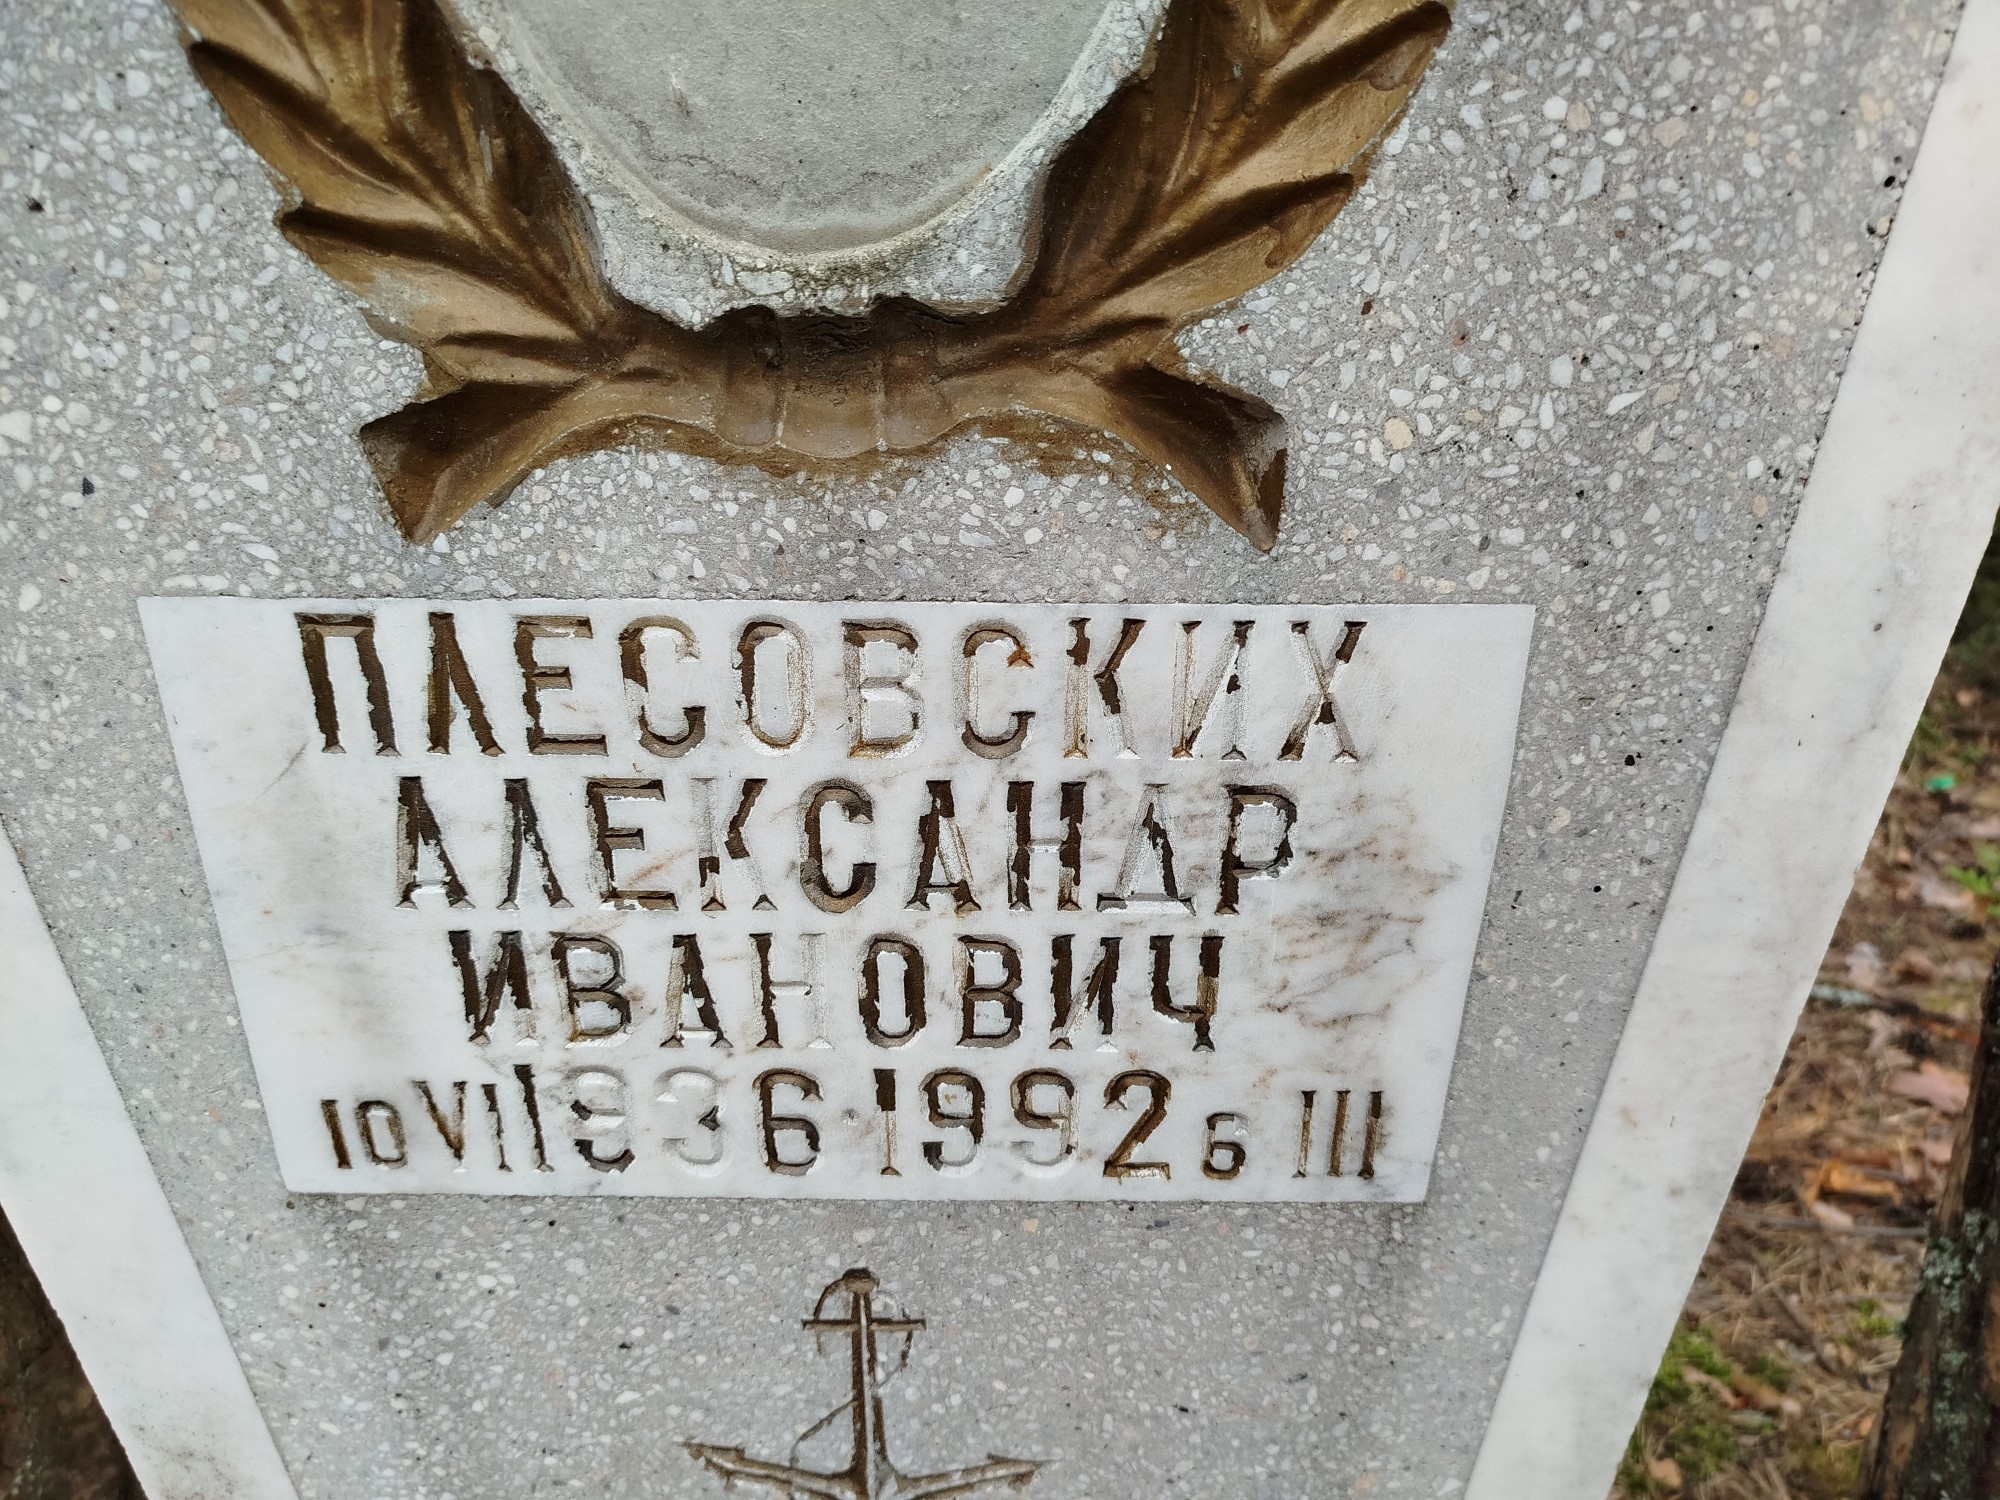 ПЛЕСОВСКИХ
АЛЕКСАНДР
ИВАНОВИЧ
10 VII 1936 1992 6 III